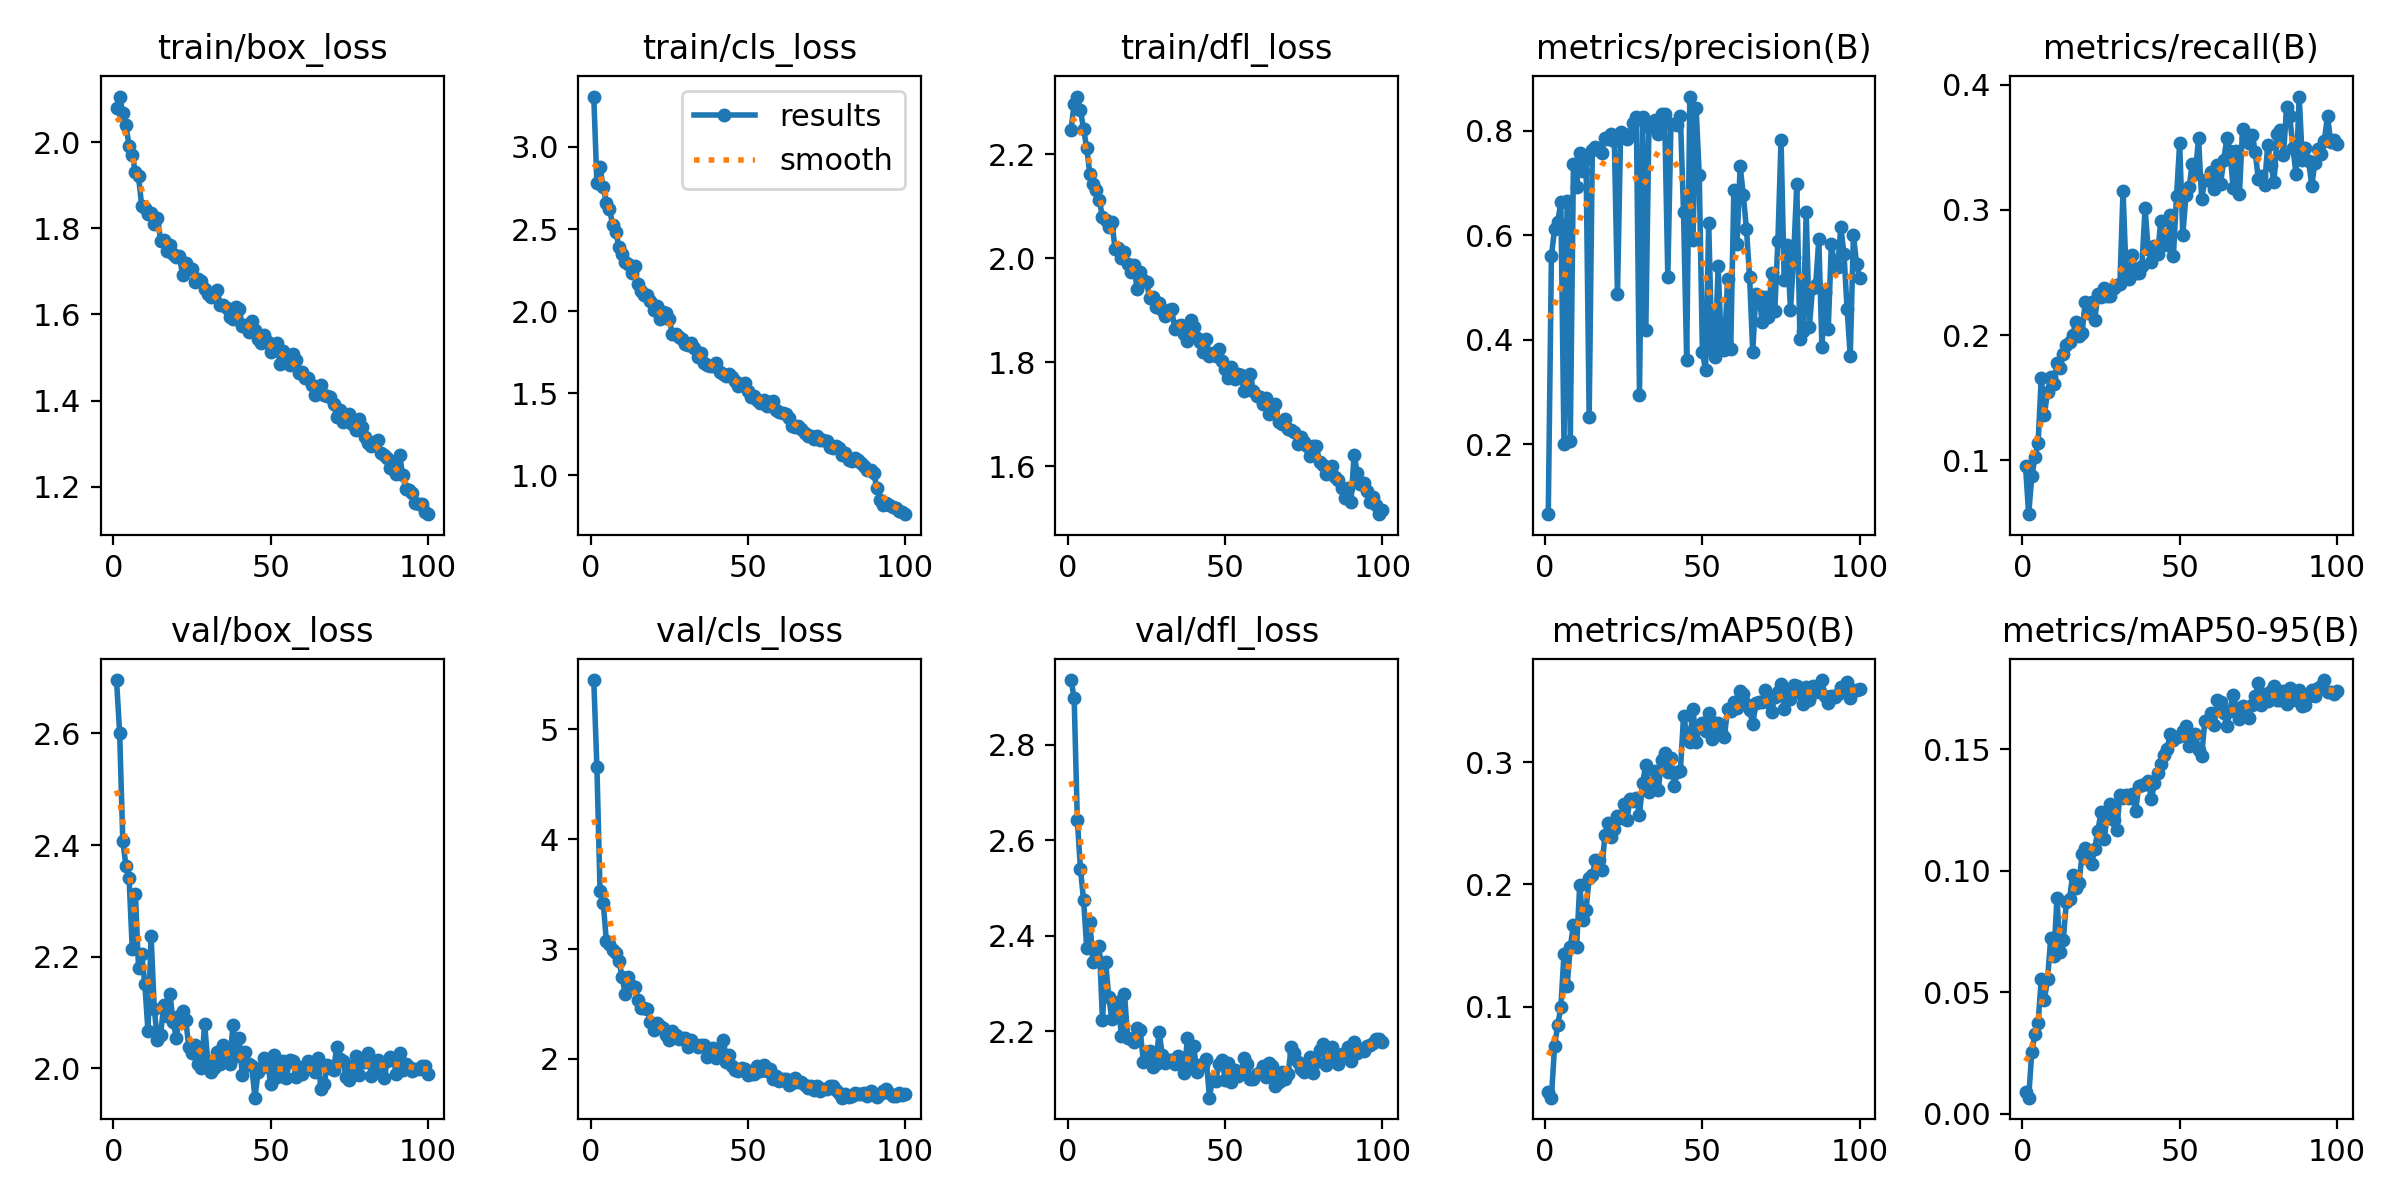 train/box_loss
2.0
1.8
1.6
1.4
1.2
0 50 100
train/cls_loss
results
smooth
3.0
2.5
2.0
1.5
1.0
0 50 100
train/dfl_loss
2.2
2.0
1.8
1.6
0 50 100
metrics/precision(B)
0.8
0.6
0.4
0.2
0 50 100
metrics/recall(B)
0.4
0.3
0.2
0.1
0 50 100
val/box_loss
2.6
2.4
2.2
2.0
0 50 100
val/cls_loss
5
4
3
2
0 50 100
val/dfl_loss
2.8
2.6
2.4
2.2
0 50 100
metrics/mAP50(B)
0.3
0.2
0.1
0 50 100
metrics/mAP50-95(B)
0.15
0.10
0.05
0.00
0 50 100